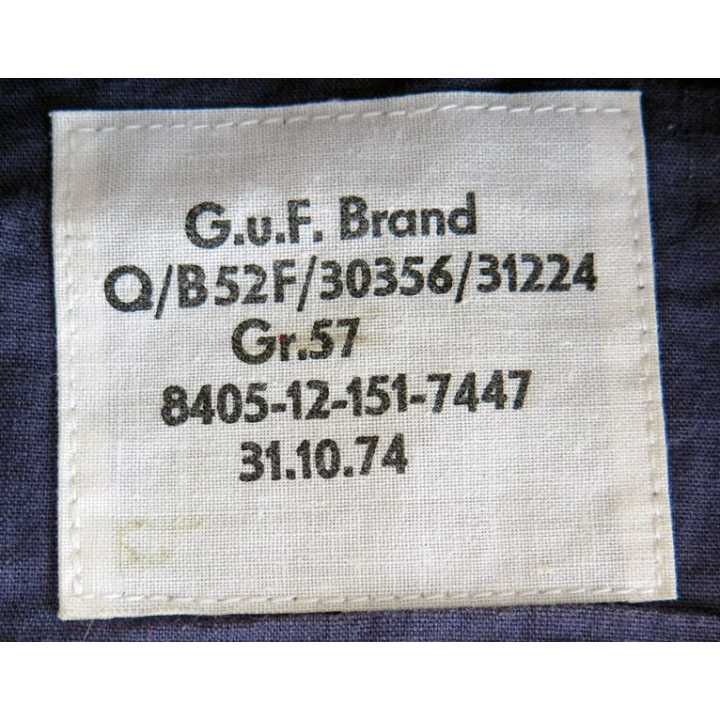 G.u.F. Brand
Q/B52F/30356/31224
Gr.57
8405-12-151-7447
31.10.74